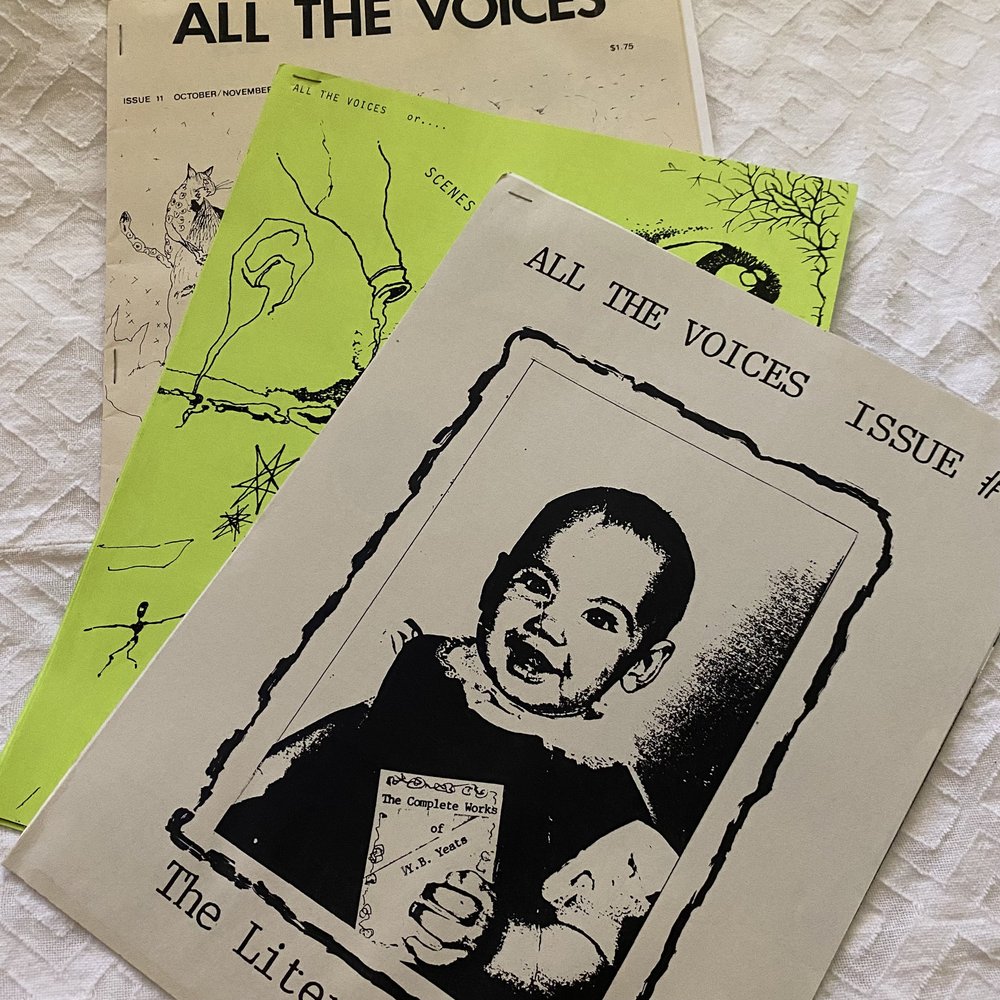 ALL THE VOICES
$1.75
ISSUE 11 OCTOBER/NOVEMBER
ALL THE VOICES or....
SCENES
ALL THE VOICES ISSUE #
The Complete Works
of
W.B. Yeats
The Liter